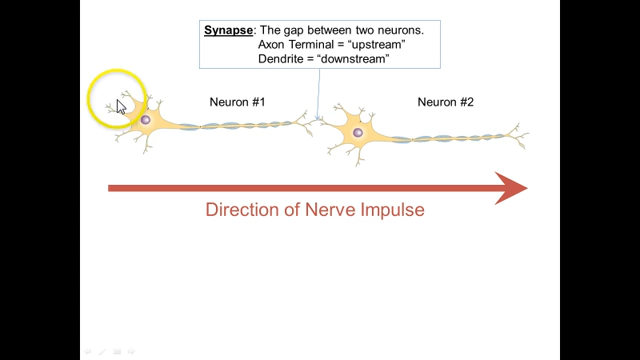 Synapse: The gap between two neurons.
Axon Terminal = “upstream”
Dendrite = “downstream”
Neuron #1
Neuron #2
Direction of Nerve Impulse